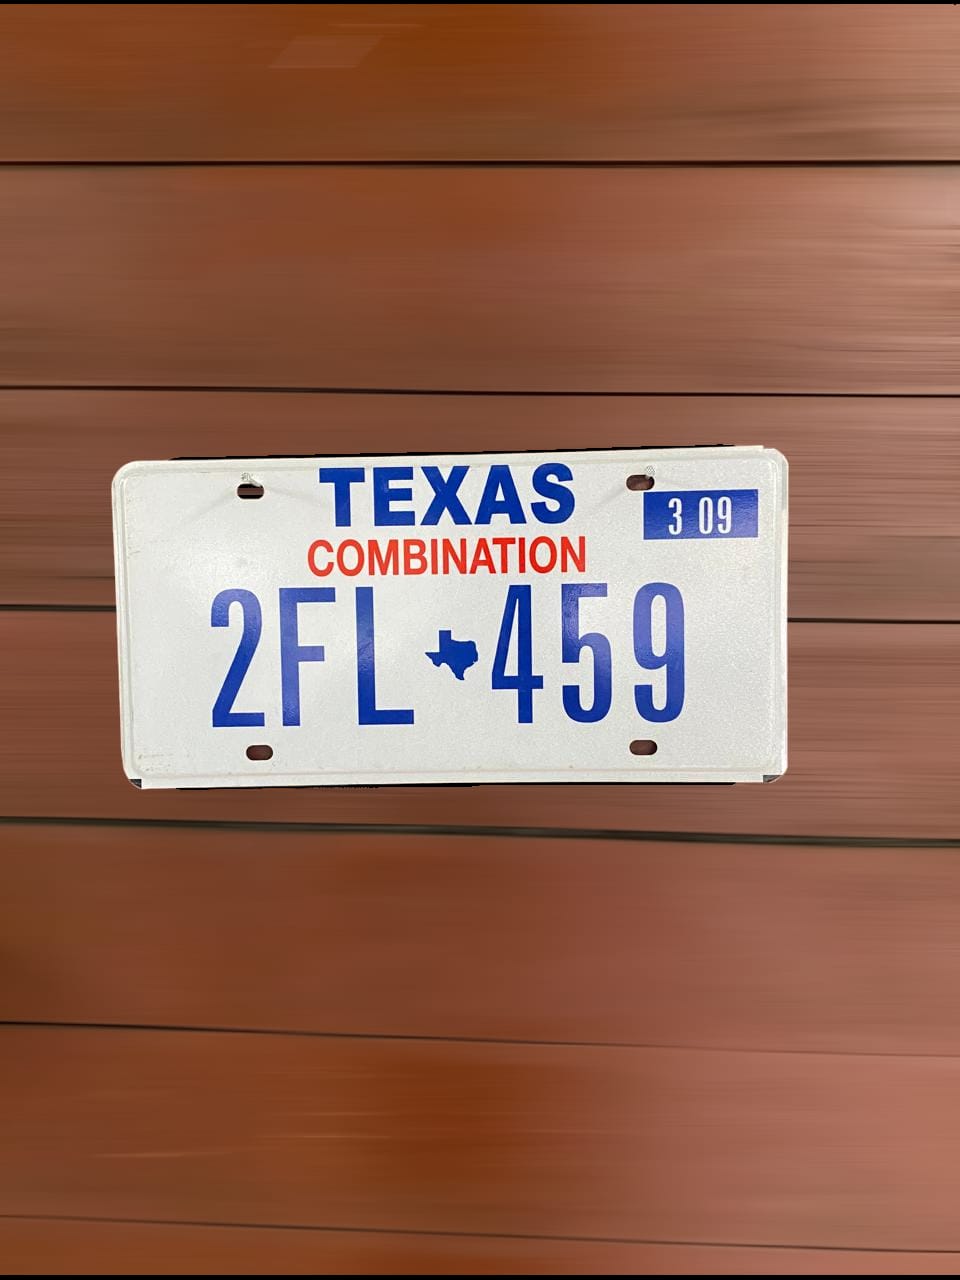 TEXAS
3 09
COMBINATION
2FL 459